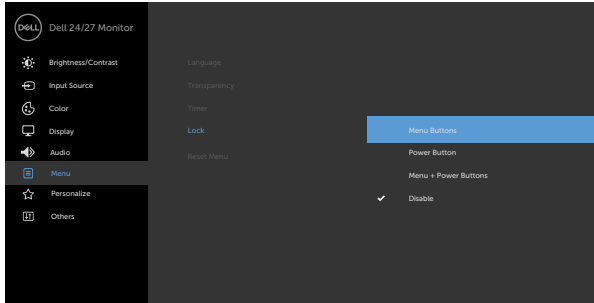 DELL
Dell 24/27 Monitor
Brightness/Contrast
Input Source
Color
Display
Audio
Menu
Personalize
Others
Language
Transparency
Timer
Lock
Reset Menu
Menu Buttons
Power Button
Menu + Power Buttons
Disable